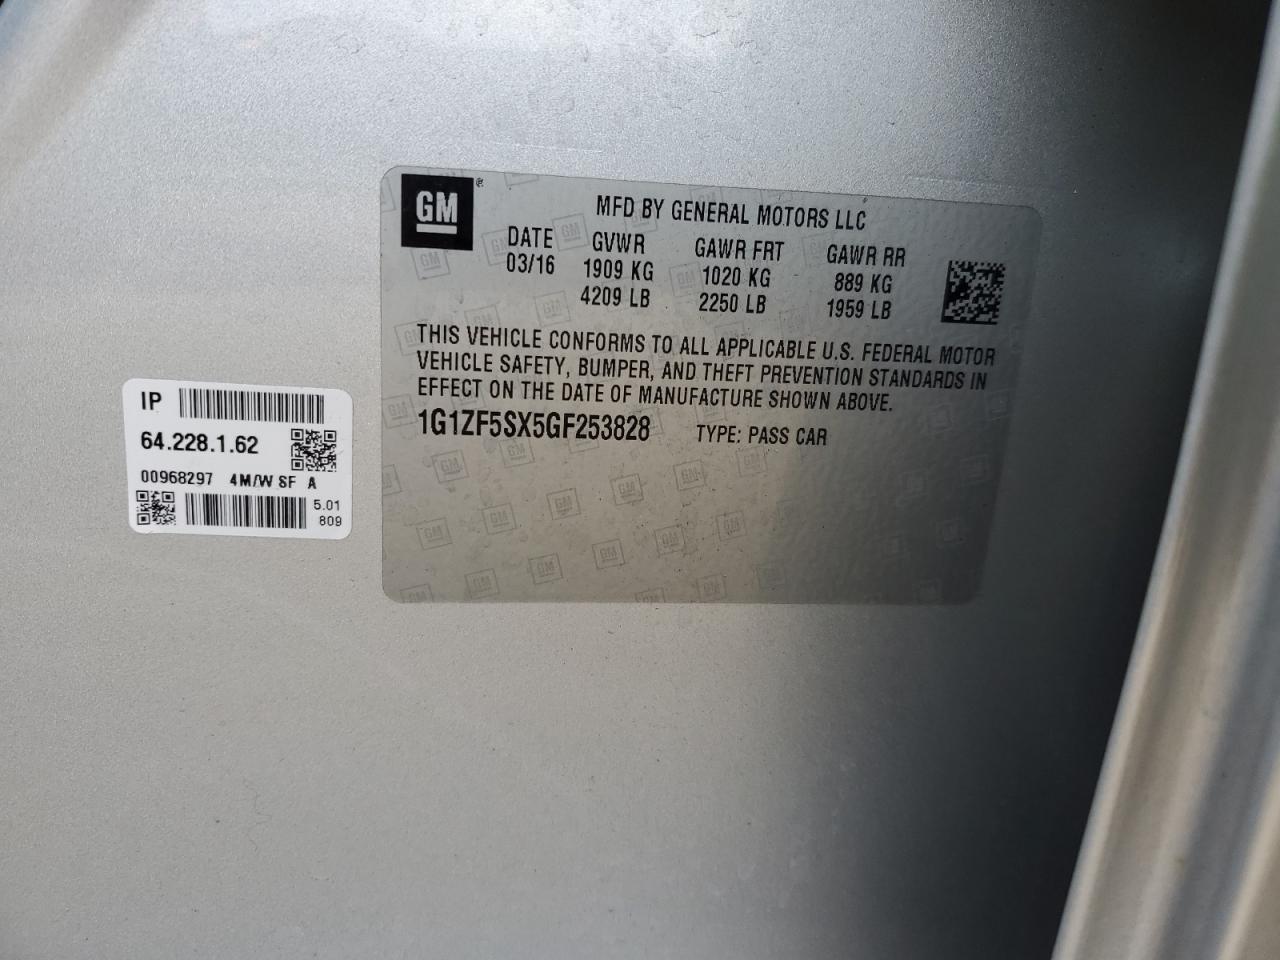 GM
MFD BY GENERAL MOTORS LLC
DATE GVWR GAWR FRT GAWR RR
03/16 1909 KG 1020 KG 889 KG
4209 LB 2250 LB 1959 LB
THIS VEHICLE CONFORMS TO ALL APPLICABLE U.S. FEDERAL MOTOR
VEHICLE SAFETY, BUMPER, AND THEFT PREVENTION STANDARDS IN
EFFECT ON THE DATE OF MANUFACTURE SHOWN ABOVE.
1G1ZF5SX5GF253828 TYPE: PASS CAR
IP
64.228.1.62
00968297 4M/W SF A
5.01
809